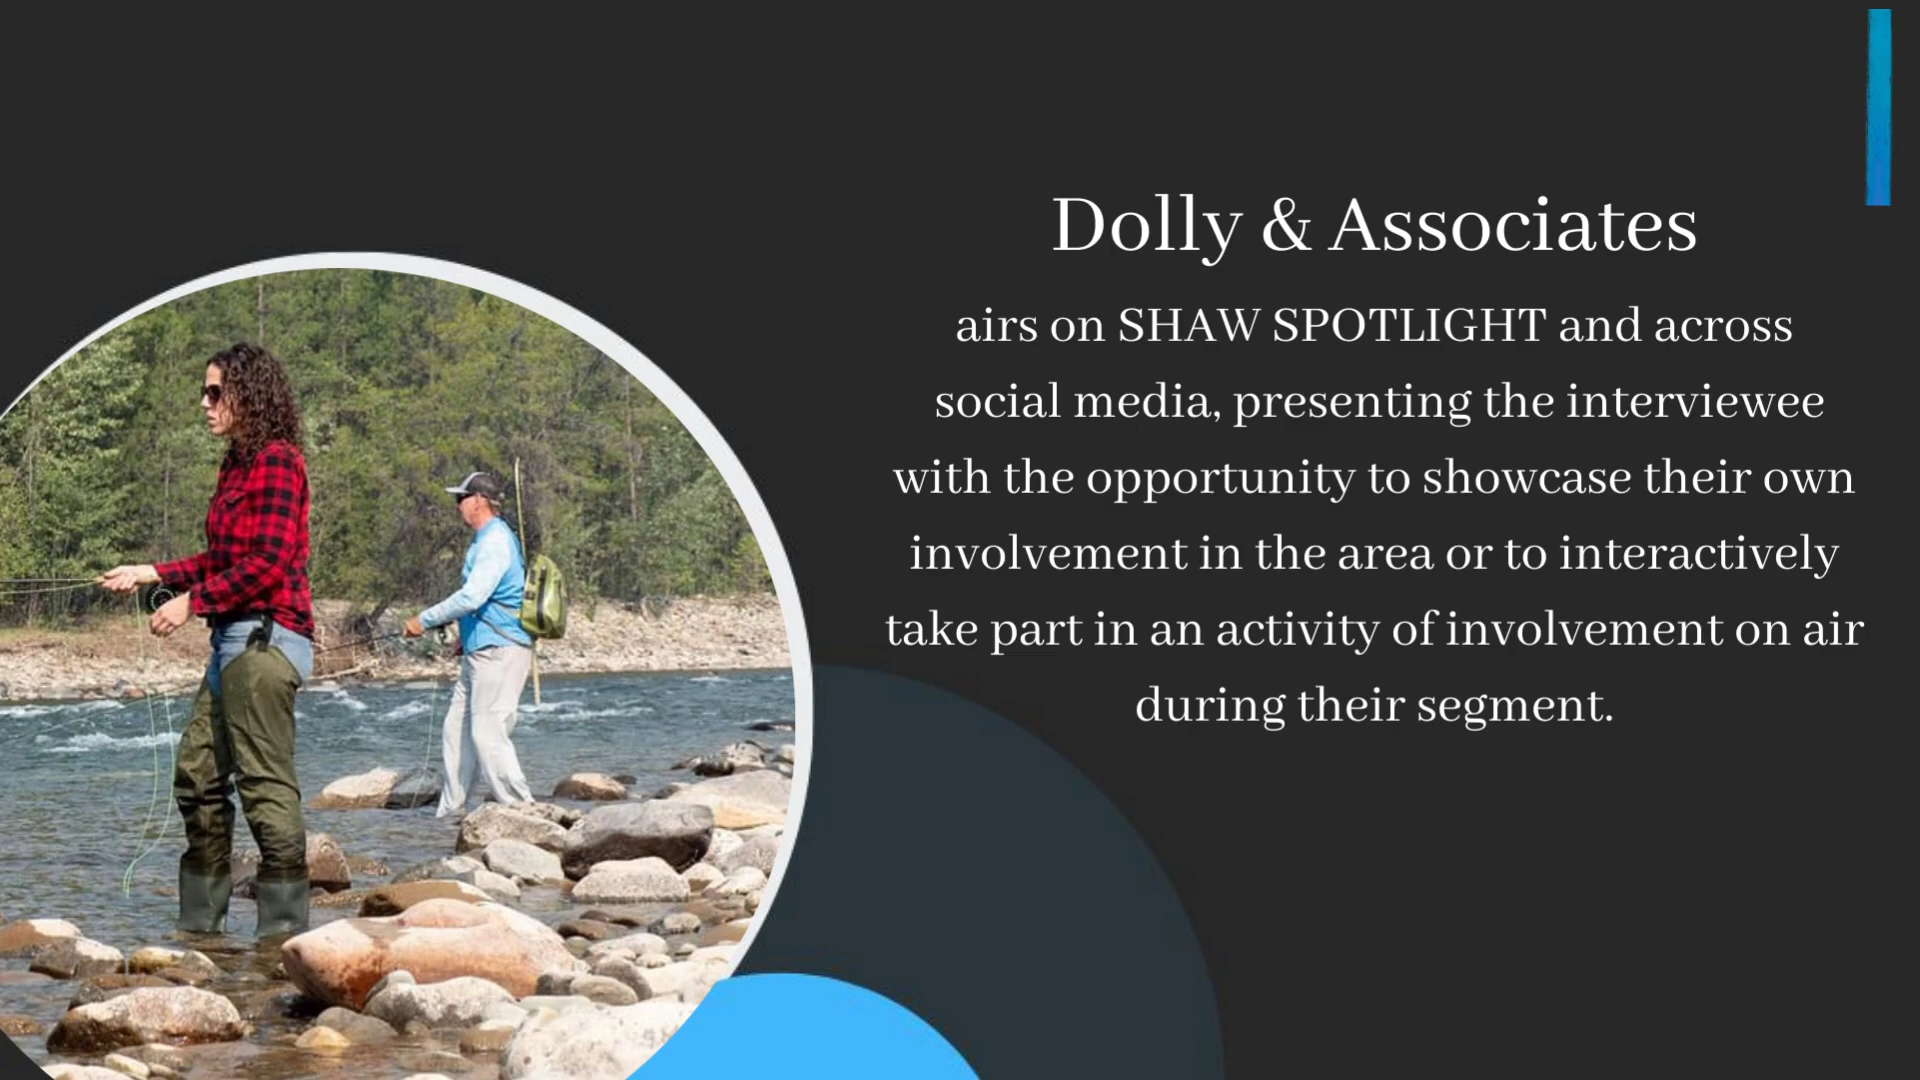 Dolly & Associates
airs on SHAW SPOTLIGHT and across
social media, presenting the interviewee
with the opportunity to showcase their own
involvement in the area or to interactively
take part in an activity of involvement on air
during their segment.